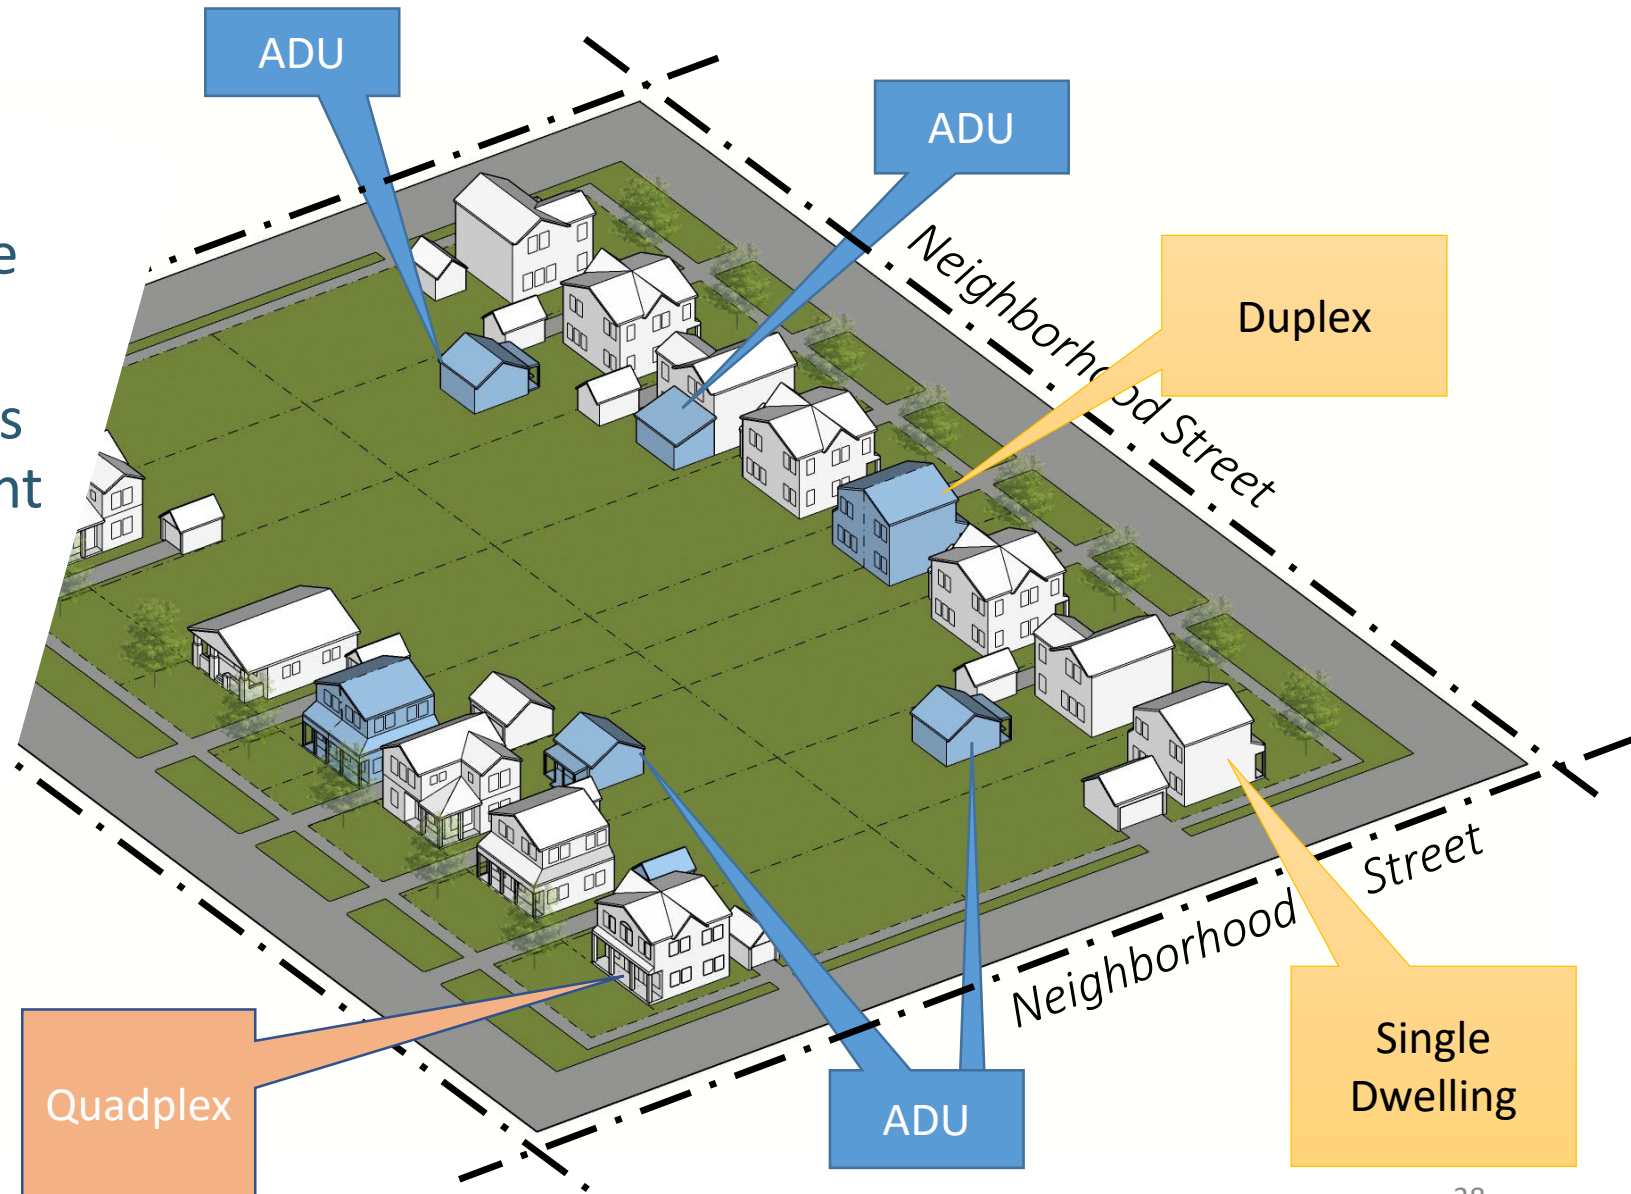 ADU
ADU
Neighborhood Street
Duplex
Neighborhood Street
Single
Dwelling
ADU
Quadplex